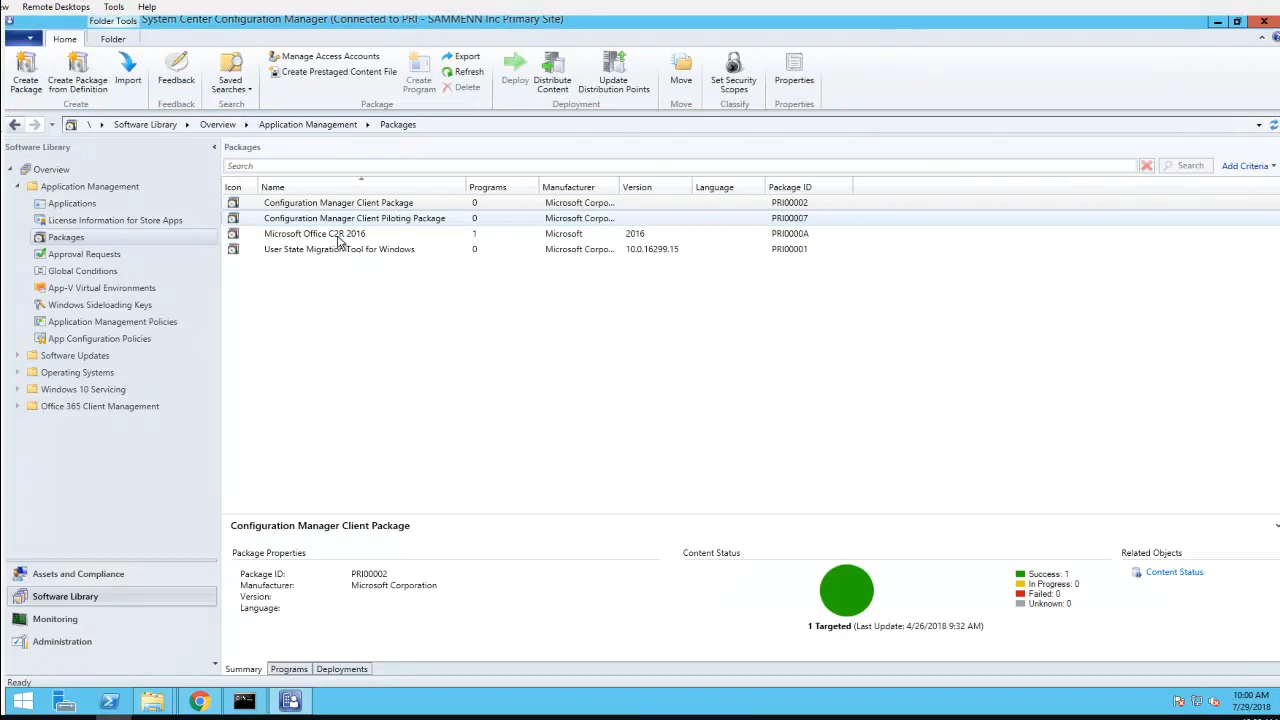 ew Remote Desktops Tools Help
Folder Tools System Center Configuration Manager (Connected to PRI - SAMMENN Inc Primary Site)
Home Folder
Create Package
Create Package from Definition
Import
Create
Feedback
Feedback
Saved Searches
Search
Manage Access Accounts
Create Prestaged Content File
Create Program
Export
Refresh
Delete
Package
Deploy
Distribute Content
Update Distribution Points
Deployment
Move
Move
Set Security Scopes
Classify
Properties
Properties
\ Software Library Overview Application Management Packages
Software Library
Overview
Application Management
Applications
License Information for Store Apps
Packages
Approval Requests
Global Conditions
App-V Virtual Environments
Windows Sideloading Keys
Application Management Policies
App Configuration Policies
Software Updates
Operating Systems
Windows 10 Servicing
Office 365 Client Management
Assets and Compliance
Software Library
Monitoring
Administration
Packages
Search Search Add Criteria
Icon Name Programs Manufacturer Version Language Package ID
Configuration Manager Client Package 0 Microsoft Corpo... PRI00002
Configuration Manager Client Piloting Package 0 Microsoft Corpo... PRI00007
Microsoft Office C2R 2016 1 Microsoft 2016 PRI0000A
User State Migration Tool for Windows 0 Microsoft Corpo... 10.0.16299.15 PRI00001
Configuration Manager Client Package
Package Properties
Package ID: PRI00002
Manufacturer: Microsoft Corporation
Version:
Language:
Content Status
Success: 1
In Progress: 0
Failed: 0
Unknown: 0
1 Targeted (Last Update: 4/26/2018 9:32 AM)
Related Objects
Content Status
Summary Programs Deployments
Ready
10:00 AM
7/29/2018